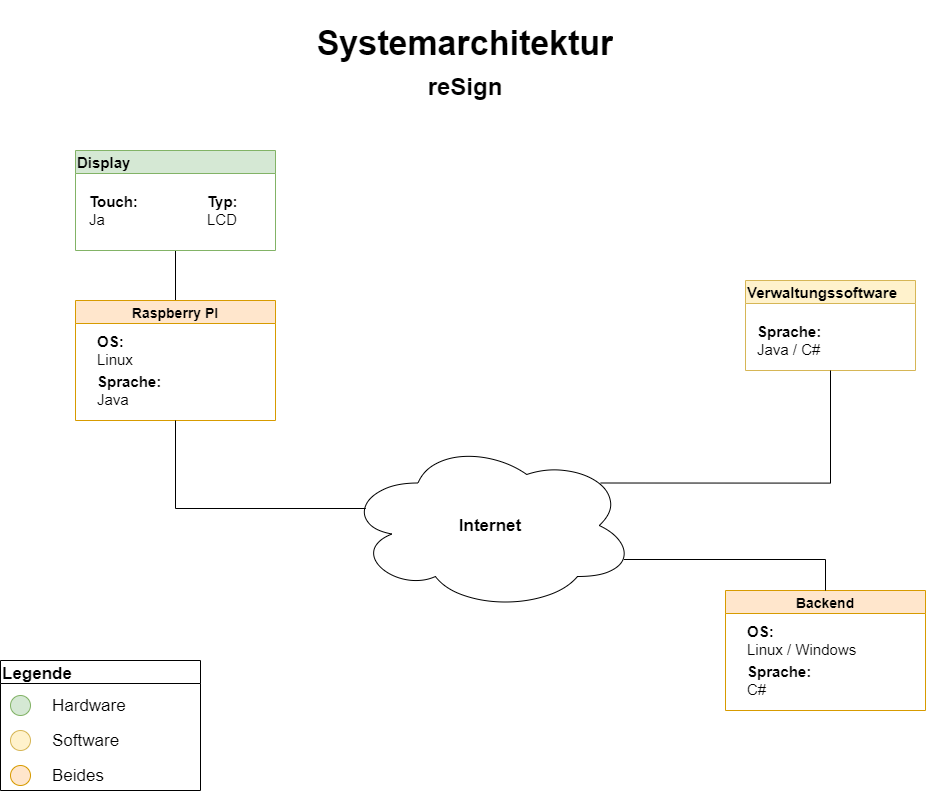 Systemarchitektur
reSign
Display
Touch: Typ:
Ja LCD
Raspberry PI
OS:
Linux
Sprache:
Java
Verwaltungssoftware
Sprache:
Java / C#
Internet
Backend
OS:
Linux / Windows
Sprache:
C#
Legende
Hardware
Software
Beides